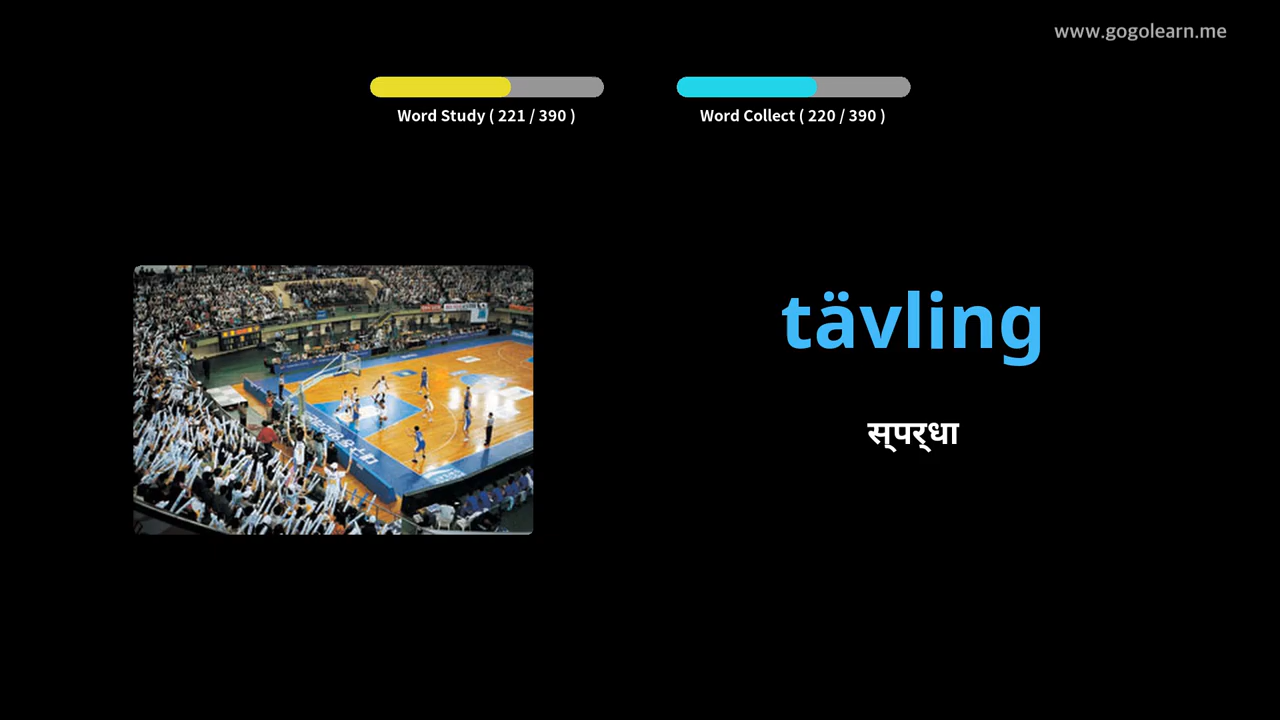 www.gogolearn.me
Word Study ( 221 / 390 )
Word Collect ( 220 / 390 )
tävling
स्पर्धा